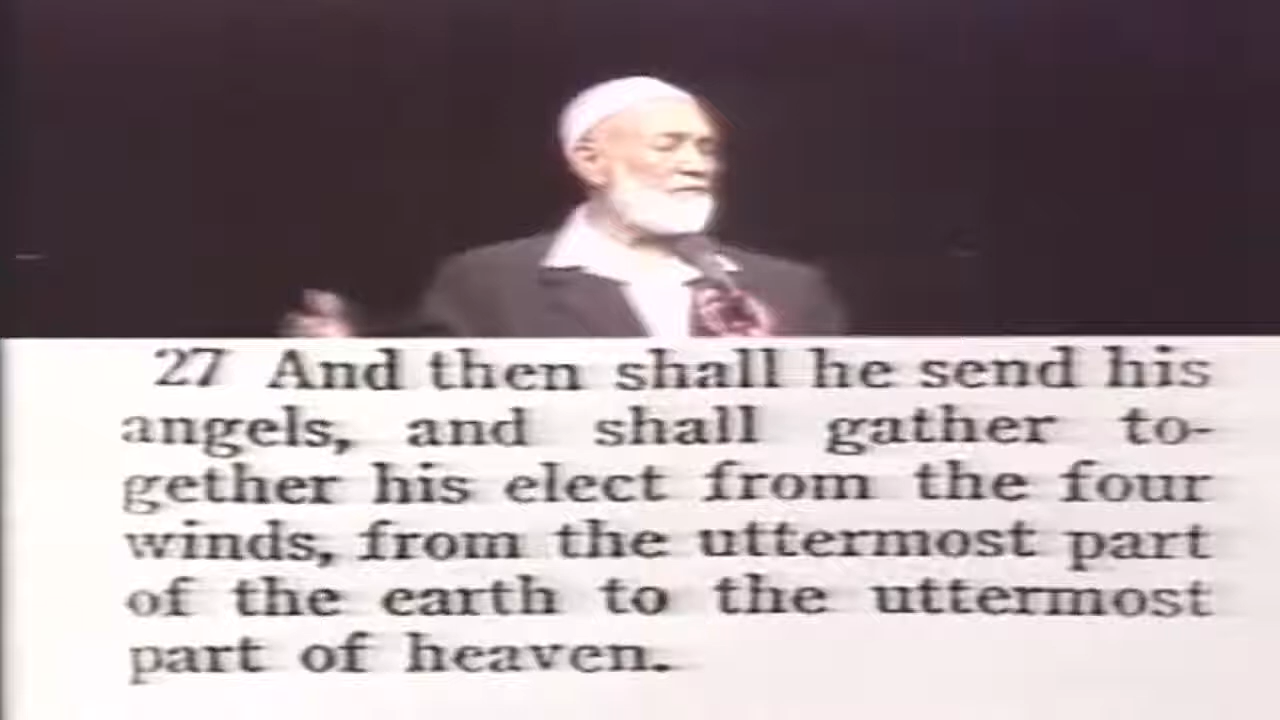 27 And then shall he send his
angels, and shall gather to-
gether his elect from the four
winds, from the uttermost part
of the earth to the uttermost
part of heaven.